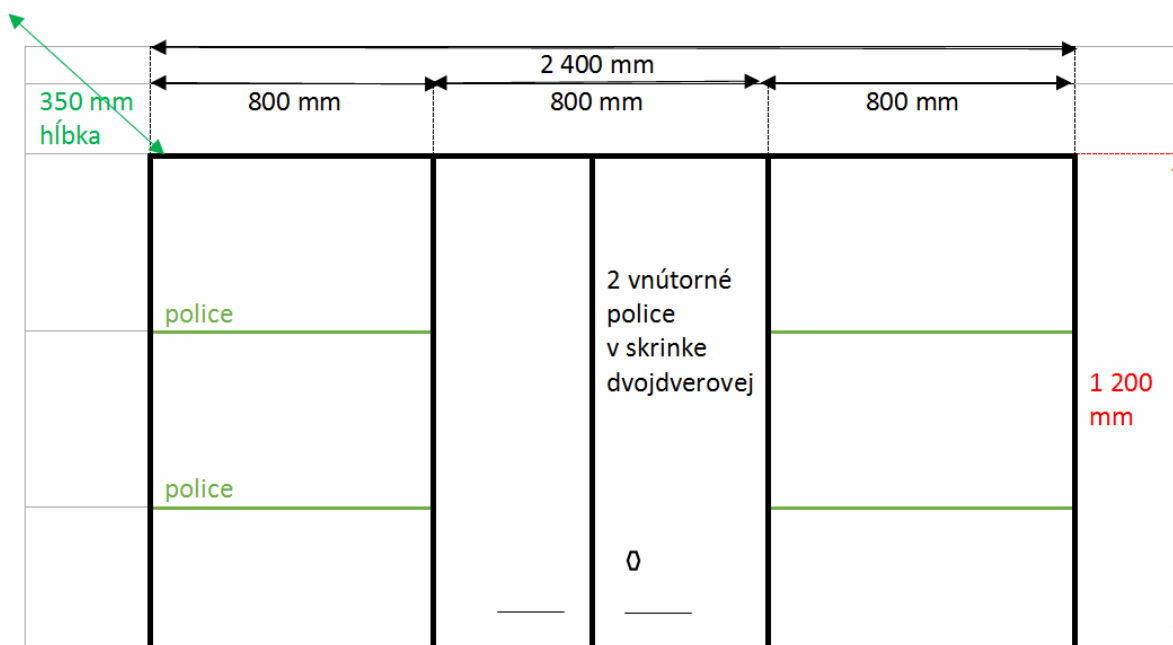 2 400 mm
800 mm
800 mm
800 mm
350 mm
hĺbka
police
2 vnútorné
police
v skrinke
dvojdverovej
1 200
mm
police
0